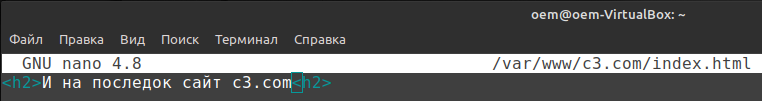 oem@oem-VirtualBox: ~
Файл Правка Вид Поиск Терминал Справка
GNU nano 4.8 /var/www/c3.com/index.html
<h2>И на последок сайт c3.com<h2>